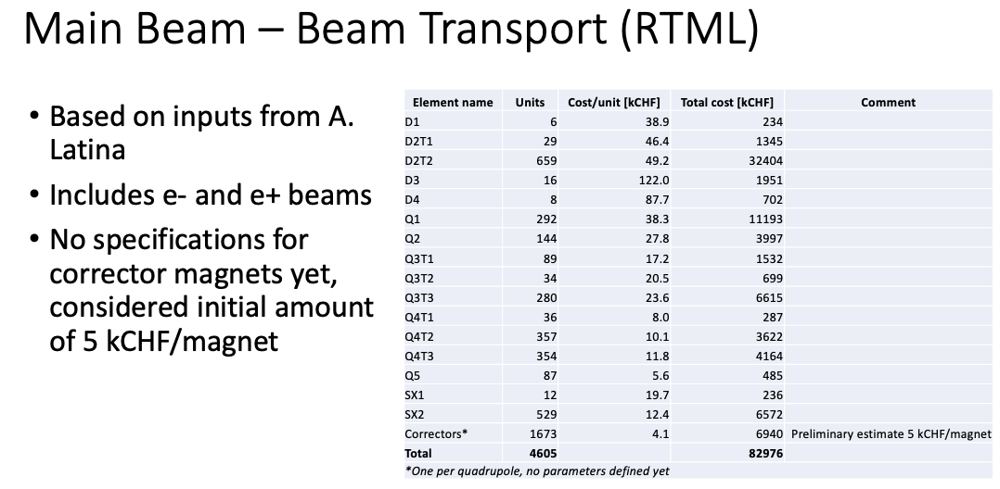 Main Beam – Beam Transport (RTML)
• Based on inputs from A.
Latina
• Includes e- and e+ beams
• No specifications for
corrector magnets yet,
considered initial amount
of 5 kCHF/magnet
Element name Units Cost/unit [kCHF] Total cost [kCHF] Comment
D1 6 38.9 234
D2T1 29 46.4 1345
D2T2 659 49.2 32404
D3 16 122.0 1951
D4 8 87.7 702
Q1 292 38.3 11193
Q2 144 27.8 3997
Q3T1 89 17.2 1532
Q3T2 34 20.5 699
Q3T3 280 23.6 6615
Q4T1 36 8.0 287
Q4T2 357 10.1 3622
Q4T3 354 11.8 4164
Q5 87 5.6 485
SX1 12 19.7 236
SX2 529 12.4 6572
Correctors* 1673 4.1 6940 Preliminary estimate 5 kCHF/magnet
Total 4605 82976
*One per quadrupole, no parameters defined yet